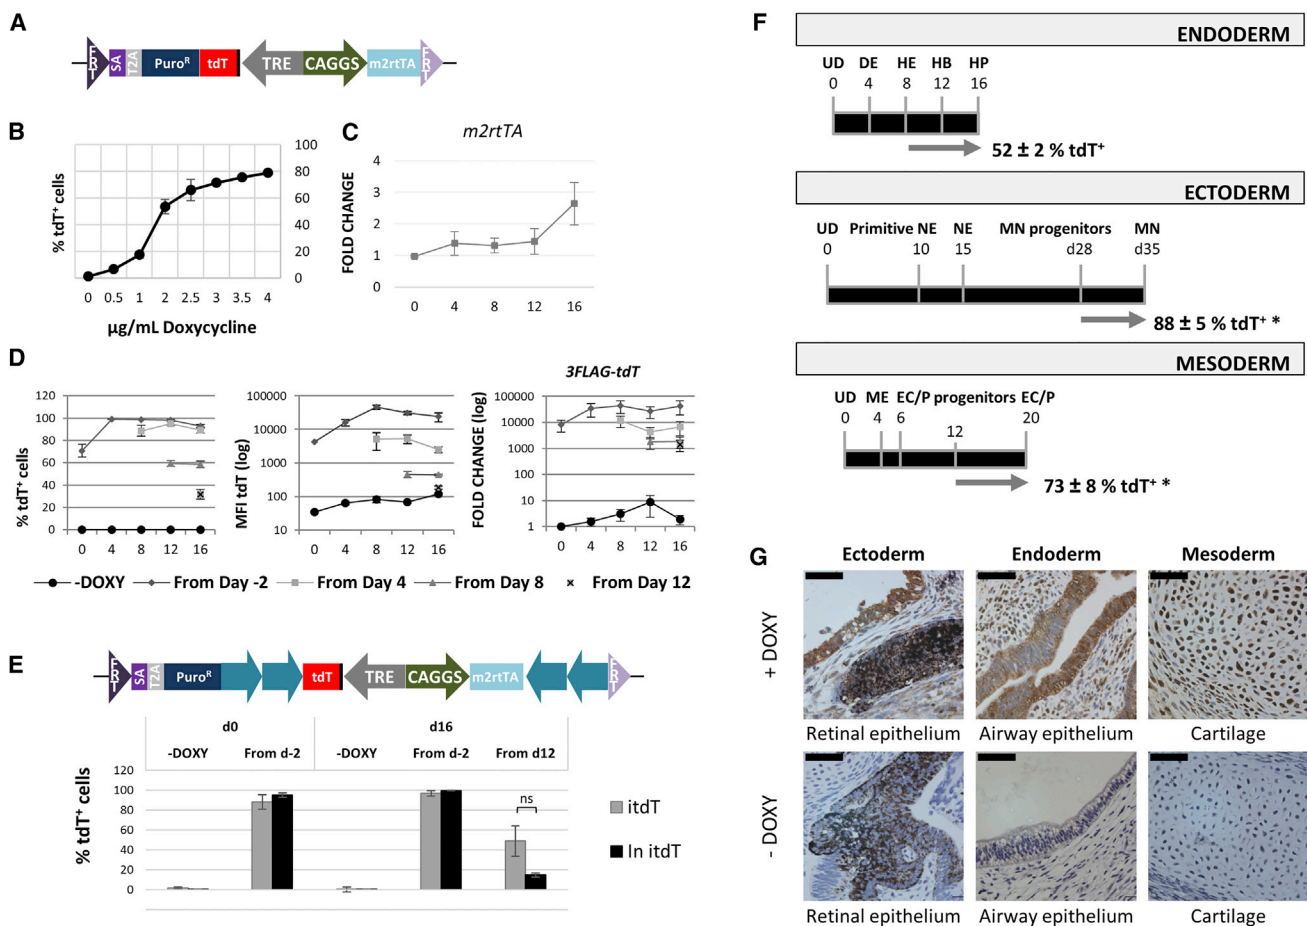 A
FRT SA T2A Puro^R tdT TRE CAGGS m2rtTA FRT
B
% tdT⁺ cells
100
80
60
40
20
0
0 0.5 1 2 2.5 3 3.5 4
µg/mL Doxycycline
C
m2rtTA
FOLD CHANGE
4
3
2
1
0
0 4 8 12 16
D
% tdT⁺ cells
120
100
80
60
40
20
0
0 4 8 12 16
MFI tdT (log)
100000
10000
1000
100
10
0 4 8 12 16
3FLAG-tdT
FOLD CHANGE (log)
100000
10000
1000
100
10
1
0 4 8 12 16
-DOXY From Day -2 From Day 4 From Day 8 From Day 12
E
FRT SA T2A Puro^R tdT TRE CAGGS m2rtTA FRT
d0 d16
-DOXY From d-2 -DOXY From d-2 From d12
% tdT⁺ cells
120
100
80
60
40
20
0
ns
itdT
In itdT
F
ENDODERM
UD DE HE HB HP
0 4 8 12 16
52 ± 2 % tdT⁺
ECTODERM
UD Primitive NE NE MN progenitors MN
0 10 15 d28 d35
88 ± 5 % tdT⁺ *
MESODERM
UD ME EC/P progenitors EC/P
0 4 6 12 20
73 ± 8 % tdT⁺ *
G
Ectoderm Endoderm Mesoderm
+ DOXY
Retinal epithelium Airway epithelium Cartilage
- DOXY
Retinal epithelium Airway epithelium Cartilage